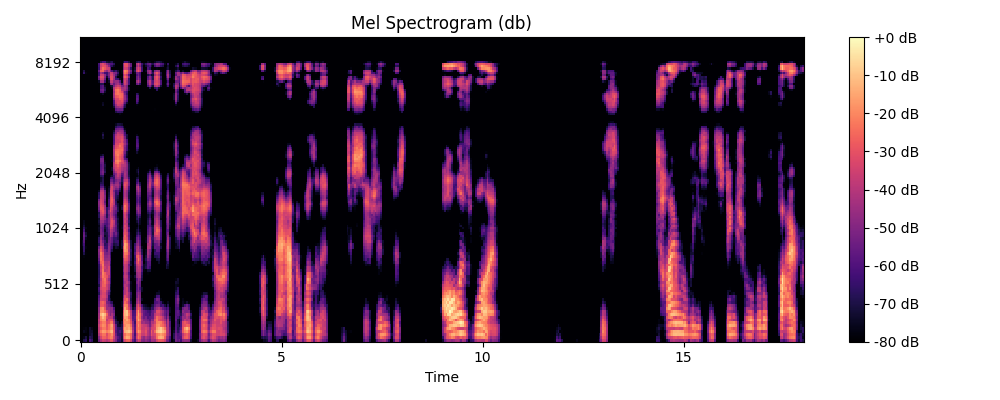 Mel Spectrogram (db)
8192
4096
2048
1024
512
0
Hz
0 5 10 15
Time
+0 dB
-10 dB
-20 dB
-30 dB
-40 dB
-50 dB
-60 dB
-70 dB
-80 dB